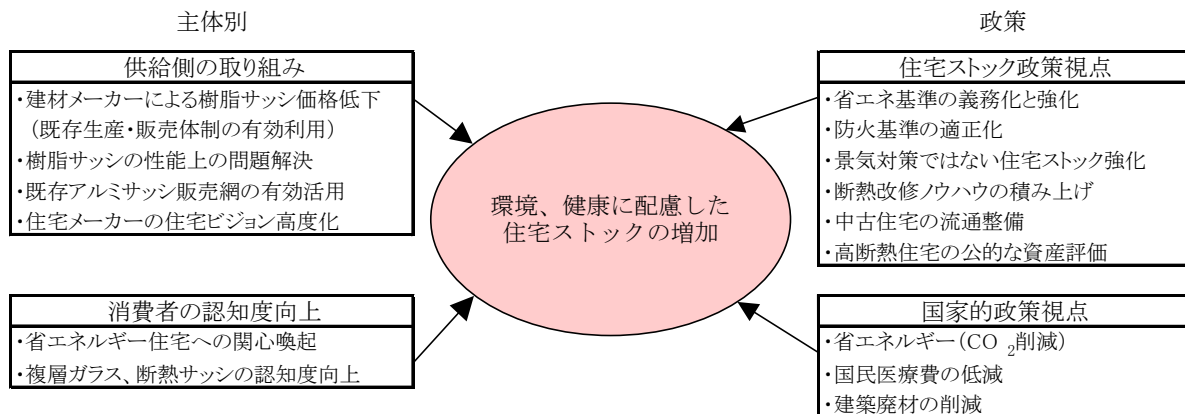 主体別
供給側の取り組み
・建材メーカーによる樹脂サッシ価格低下
（既存生産・販売体制の有効利用）
・樹脂サッシの性能上の問題解決
・既存アルミサッシ販売網の有効活用
・住宅メーカーの住宅ビジョン高度化
消費者の認知度向上
・省エネルギー住宅への関心喚起
・複層ガラス、断熱サッシの認知度向上
環境、健康に配慮した
住宅ストックの増加
政策
住宅ストック政策視点
・省エネ基準の義務化と強化
・防火基準の適正化
・景気対策ではない住宅ストック強化
・断熱改修ノウハウの積み上げ
・中古住宅の流通整備
・高断熱住宅の公的な資産評価
国家的政策視点
・省エネルギー（CO 2削減）
・国民医療費の低減
・建築廃材の削減